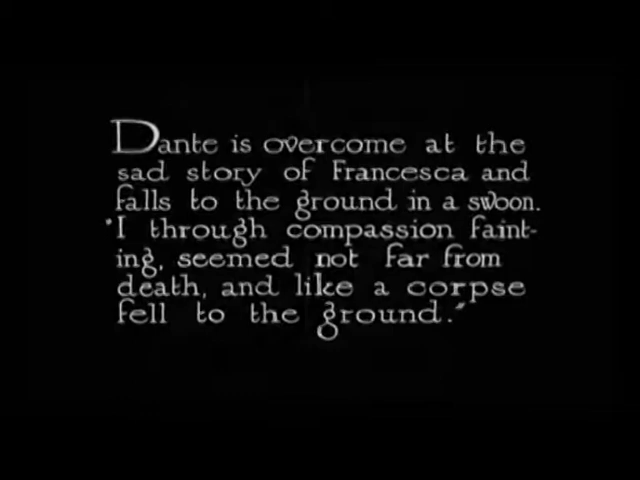 Dante is overcome at the
sad story of Francesca and
falls to the ground in a swoon.
"I through compassion faint-
ing, seemed not far from
death, and like a corpse
fell to the ground."